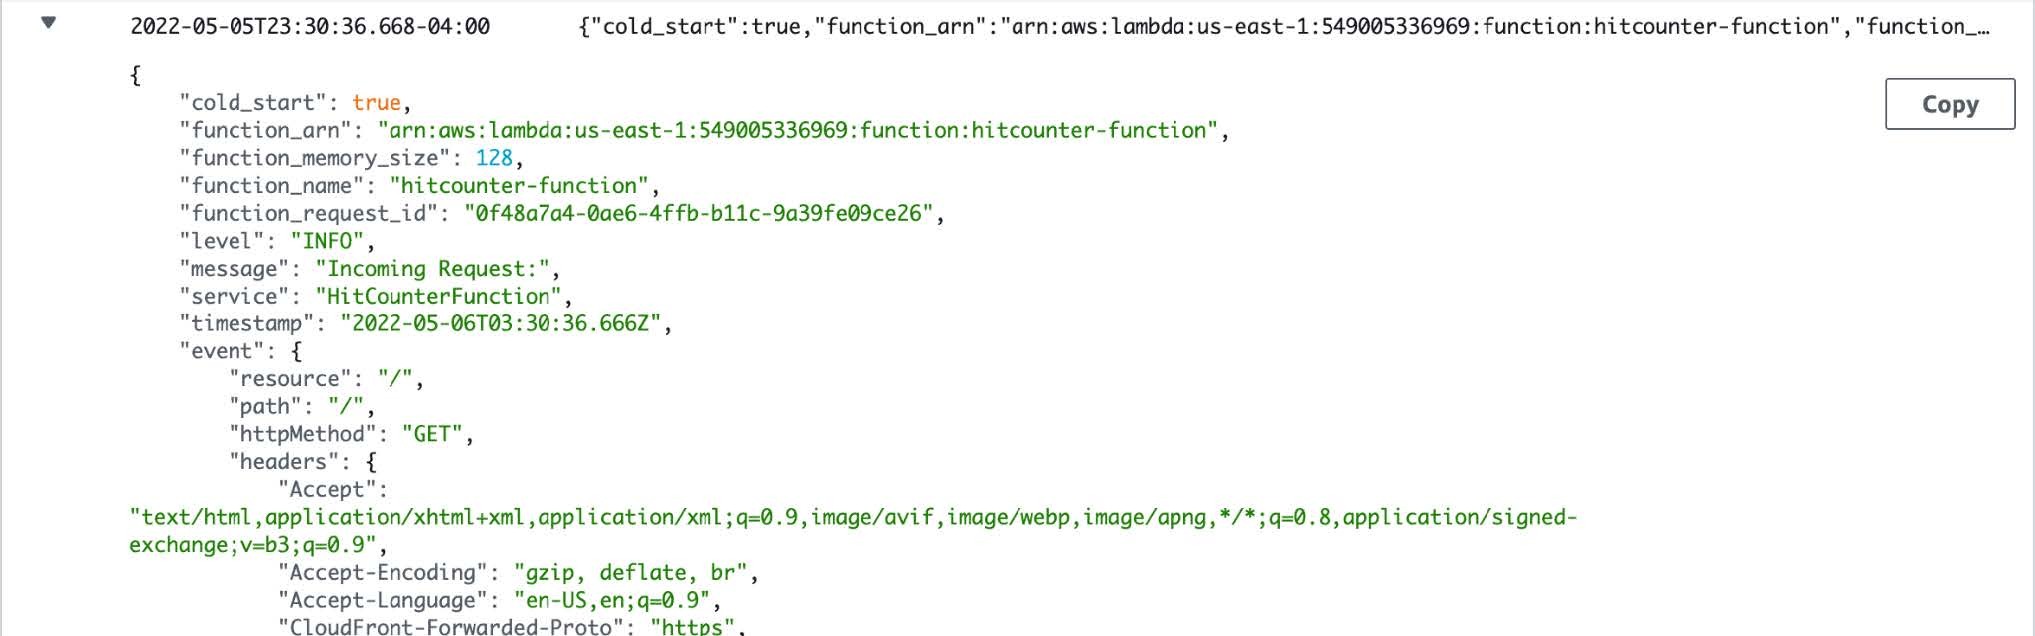 2022-05-05T23:30:36.668-04:00 {"cold_start":true,"function_arn":"arn:aws:lambda:us-east-1:549005336969:function:hitcounter-function","function_…
{
"cold_start": true,
Copy
"function_arn": "arn:aws:lambda:us-east-1:549005336969:function:hitcounter-function",
"function_memory_size": 128,
"function_name": "hitcounter-function",
"function_request_id": "0f48a7a4-0ae6-4ffb-b11c-9a39fe09ce26",
"level": "INFO",
"message": "Incoming Request:",
"service": "HitCounterFunction",
"timestamp": "2022-05-06T03:30:36.666Z",
"event": {
"resource": "/",
"path": "/",
"httpMethod": "GET",
"headers": {
"Accept":
"text/html,application/xhtml+xml,application/xml;q=0.9,image/avif,image/webp,image/apng,*/*;q=0.8,application/signed-
exchange;v=b3;q=0.9",
"Accept-Encoding": "gzip, deflate, br",
"Accept-Language": "en-US,en;q=0.9",
"CloudFront-Forwarded-Proto": "https",